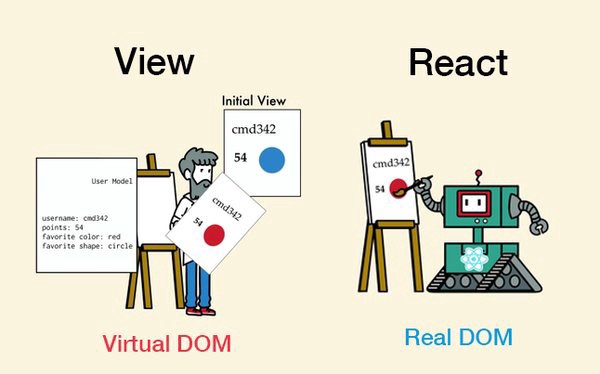 View
React
Initial View
cmd342
54
User Model
username: cmd342
points: 54
favorite color: red
favorite shape: circle
cmd342
54
cmd342
54
Virtual DOM
Real DOM